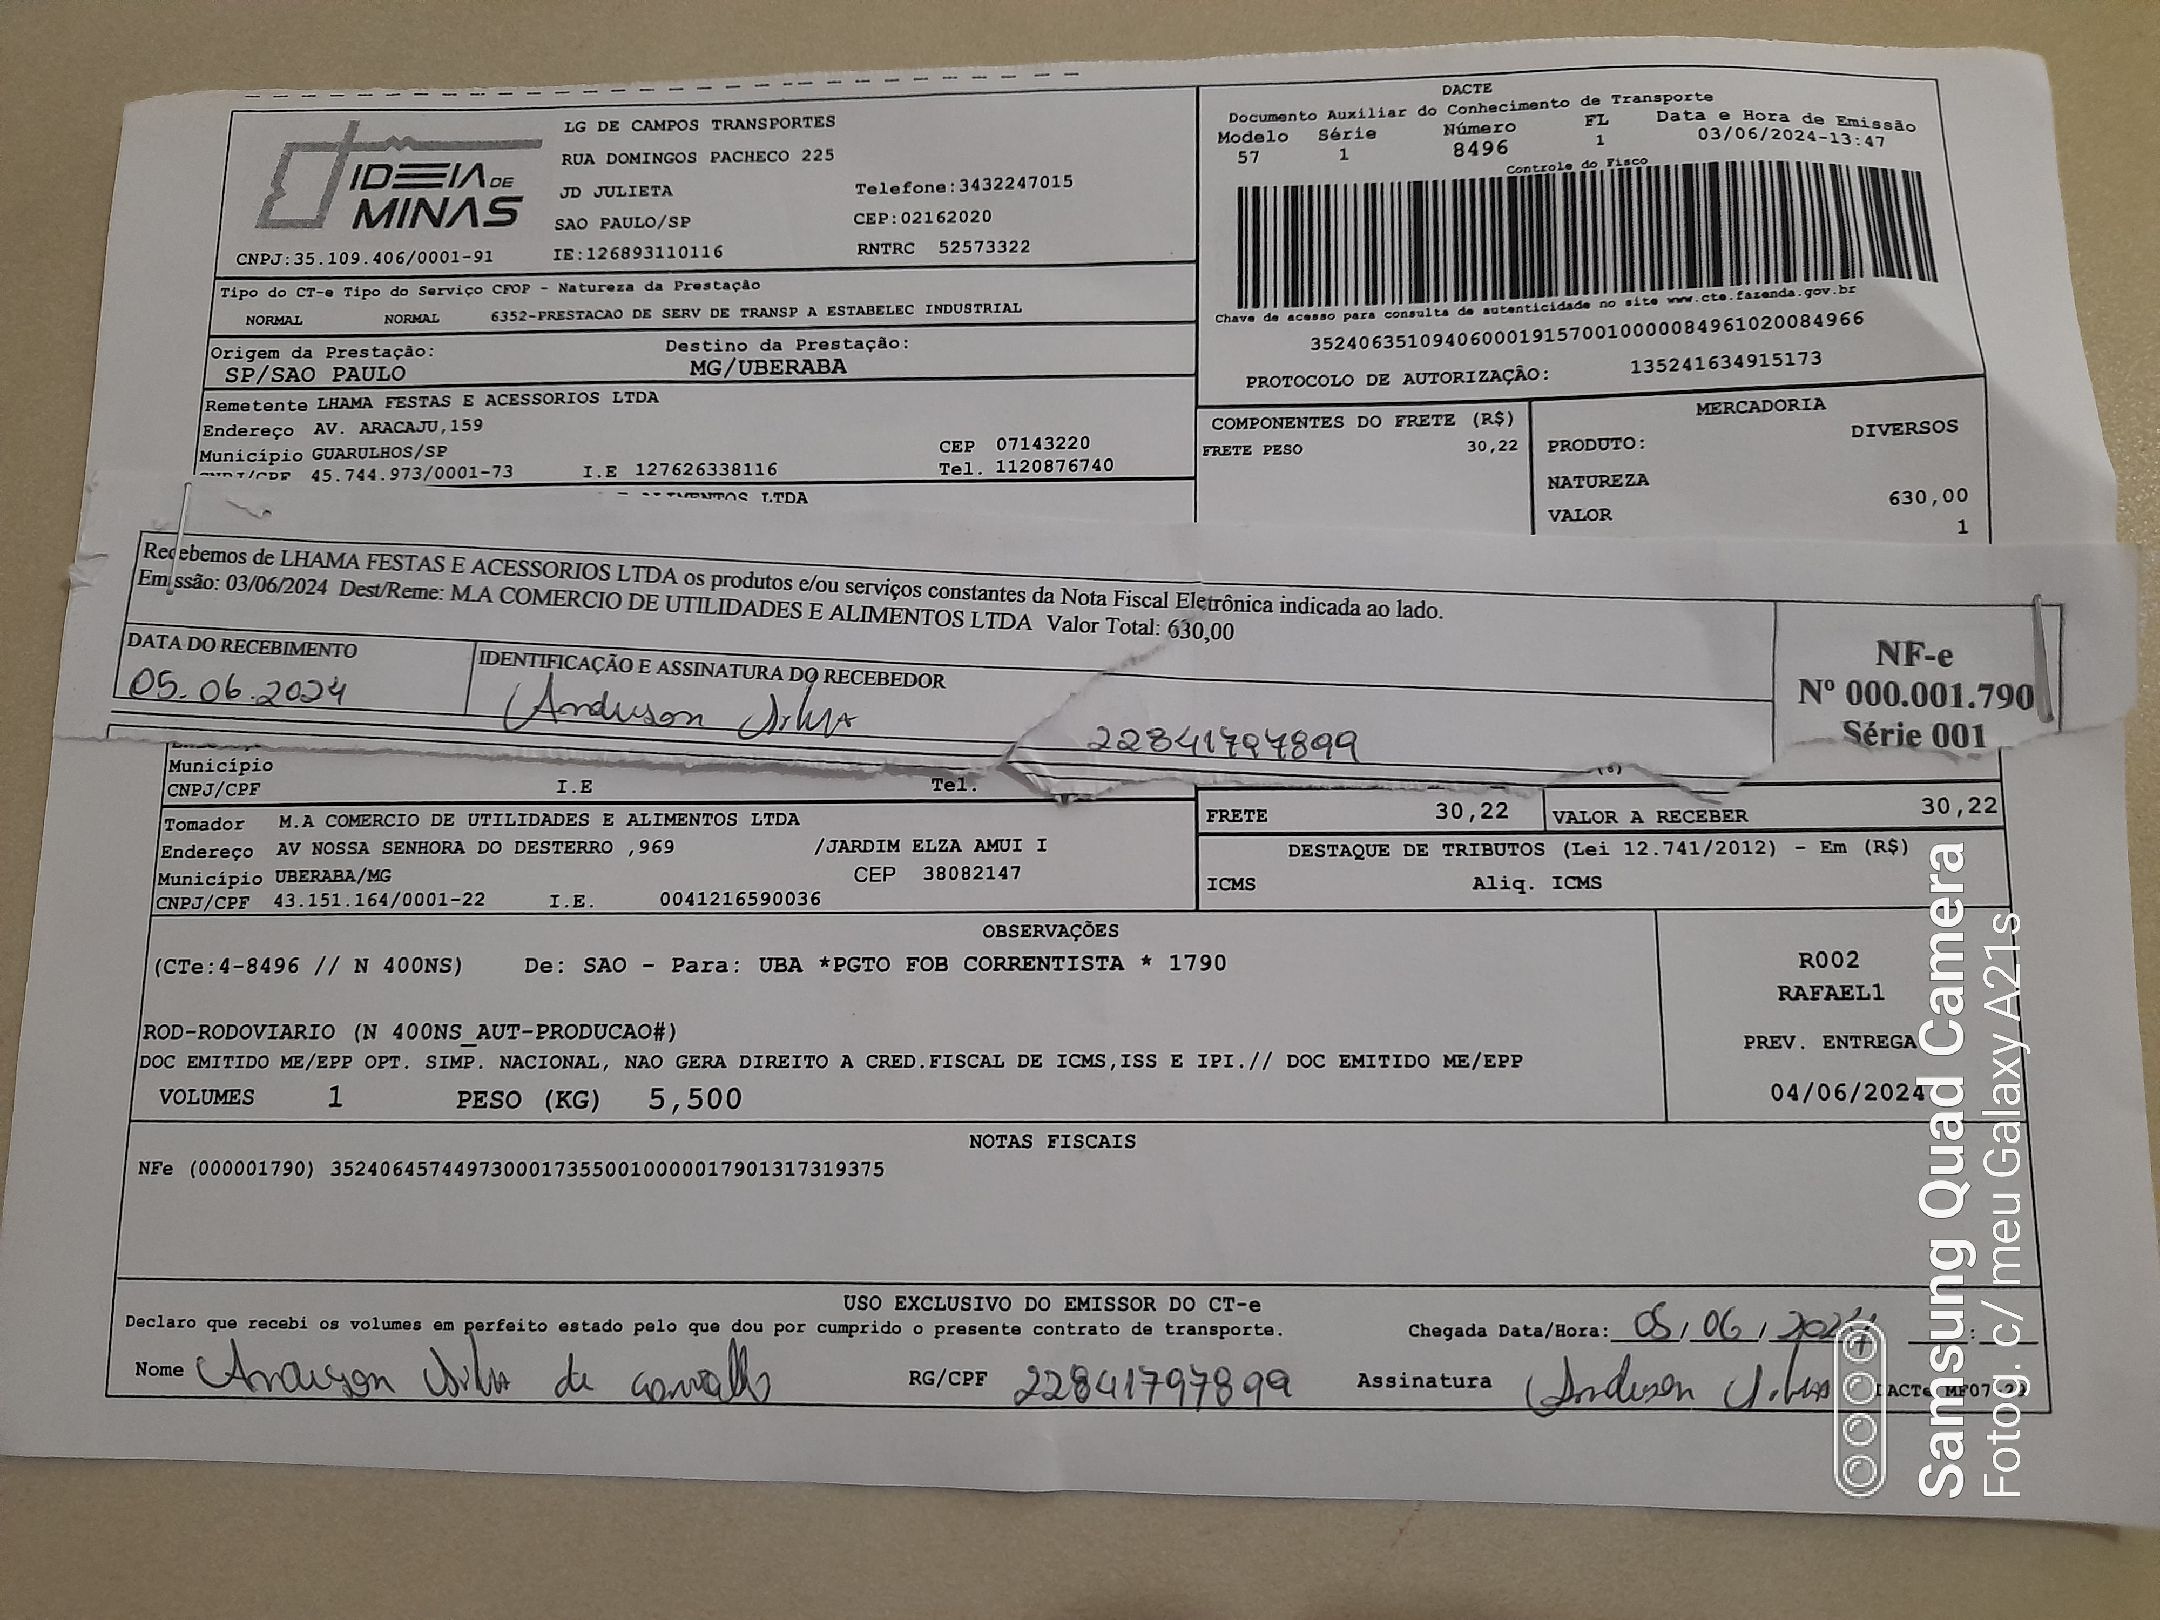 IDEIA DE
MINAS
CNPJ:35.109.406/0001-91
LG DE CAMPOS TRANSPORTES
RUA DOMINGOS PACHECO 225
JD JULIETA
Telefone:3432247015
SAO PAULO/SP
CEP:02162020
IE:126893110116
RNTRC 52573322
DACTE
Documento Auxiliar do Conhecimento de Transporte
Modelo Série Número FL Data e Hora de Emissão
57 1 8496 1 03/06/2024-13:47
Controle do Fisco
Chave de acesso para consulta de autenticidade no site www.cte.fazenda.gov.br
35240635109406000191570010000084961020084966
PROTOCOLO DE AUTORIZAÇÃO: 135241634915173
Tipo do CT-e Tipo do Serviço CFOP - Natureza da Prestação
NORMAL NORMAL 6352-PRESTACAO DE SERV DE TRANSP A ESTABELEC INDUSTRIAL
Origem da Prestação: Destino da Prestação:
SP/SAO PAULO MG/UBERABA
Remetente LHAMA FESTAS E ACESSORIOS LTDA
Endereço AV. ARACAJU,159
Município GUARULHOS/SP CEP 07143220
45.744.973/0001-73 I.E 127626338116 Tel. 1120876740
LTDA
COMPONENTES DO FRETE (R$)
FRETE PESO 30,22
MERCADORIA
PRODUTO: DIVERSOS
NATUREZA
VALOR 630,00
1
Recebemos de LHAMA FESTAS E ACESSORIOS LTDA os produtos e/ou serviços constantes da Nota Fiscal Eletrônica indicada ao lado.
Emissão: 03/06/2024 Dest/Reme: M.A COMERCIO DE UTILIDADES E ALIMENTOS LTDA Valor Total: 630,00
DATA DO RECEBIMENTO
05.06.2024
IDENTIFICAÇÃO E ASSINATURA DO RECEBEDOR
Anderson Silva
22841797899
NF-e
Nº 000.001.790
Série 001
Município
CNPJ/CPF I.E Tel.
Tomador M.A COMERCIO DE UTILIDADES E ALIMENTOS LTDA
Endereço AV NOSSA SENHORA DO DESTERRO ,969 /JARDIM ELZA AMUI I
Município UBERABA/MG CEP 38082147
CNPJ/CPF 43.151.164/0001-22 I.E. 0041216590036
FRETE 30,22 VALOR A RECEBER 30,22
DESTAQUE DE TRIBUTOS (Lei 12.741/2012) - Em (R$)
ICMS Aliq. ICMS
OBSERVAÇÕES
(CTe:4-8496 // N 400NS) De: SAO - Para: UBA *PGTO FOB CORRENTISTA * 1790
ROD-RODOVIARIO (N 400NS_AUT-PRODUCAO#)
DOC EMITIDO ME/EPP OPT. SIMP. NACIONAL, NAO GERA DIREITO A CRED.FISCAL DE ICMS,ISS E IPI.// DOC EMITIDO ME/EPP
VOLUMES 1 PESO (KG) 5,500
R002
RAFAEL1
PREV. ENTREGA
04/06/2024
NOTAS FISCAIS
NFe (000001790) 35240645744973000173550010000017901317319375
USO EXCLUSIVO DO EMISSOR DO CT-e
Declaro que recebi os volumes em perfeito estado pelo que dou por cumprido o presente contrato de transporte.
Chegada Data/Hora: 05/06/2024 :
Nome Anderson Silva de Carvalho RG/CPF 22841797899 Assinatura Anderson Silva
Samsung Quad Camera
Fotog. c/ meu Galaxy A21s